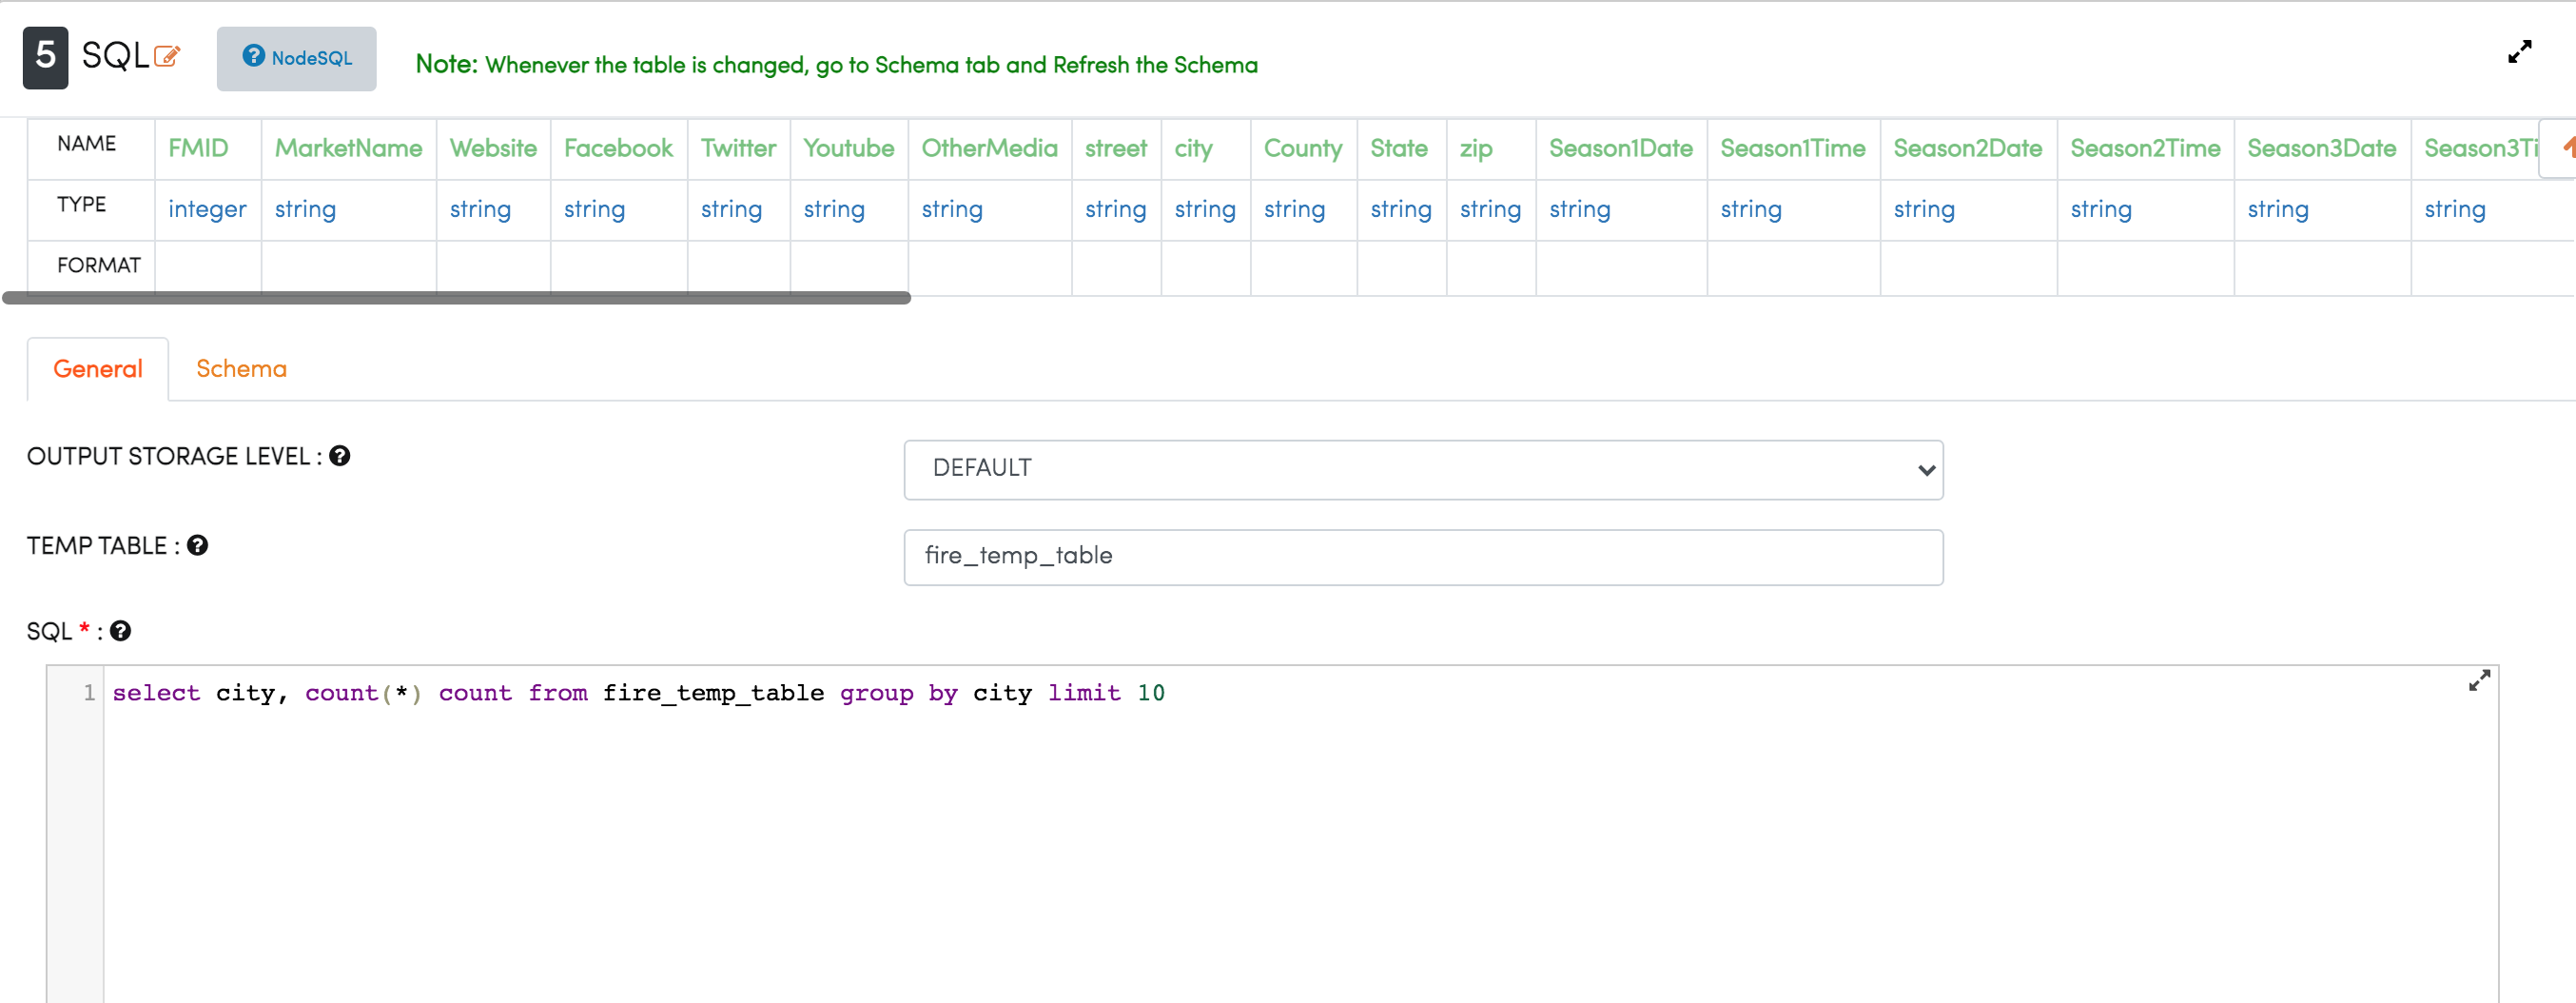 5 SQL NodeSQL Note: Whenever the table is changed, go to Schema tab and Refresh the Schema
NAME FMID MarketName Website Facebook Twitter Youtube OtherMedia street city County State zip Season1Date Season1Time Season2Date Season2Time Season3Date Season3Ti
TYPE integer string string string string string string string string string string string string string string string string string
FORMAT
General Schema
OUTPUT STORAGE LEVEL : DEFAULT
TEMP TABLE : fire_temp_table
SQL * :
1 select city, count(*) count from fire_temp_table group by city limit 10